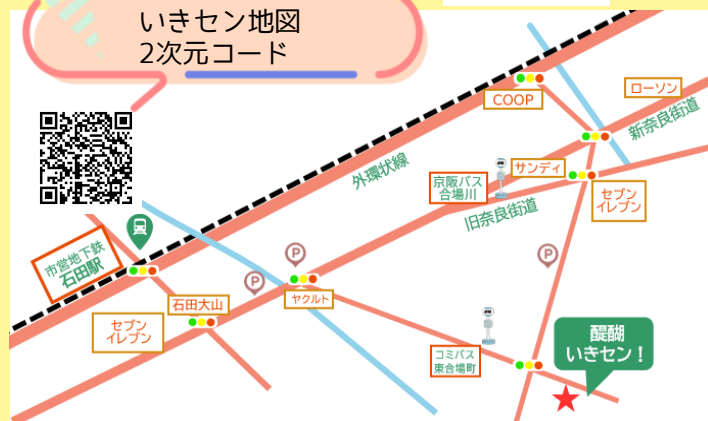 いきセン地図
2次元コード
COOP
ローソン
新奈良街道
外環状線
サンディ
京阪バス
合場川
セブン
イレブン
旧奈良街道
市営地下鉄
石田駅
P
P
P
石田大山
ヤクルト
セブン
イレブン
コミバス
東合場町
醍醐
いきセン！